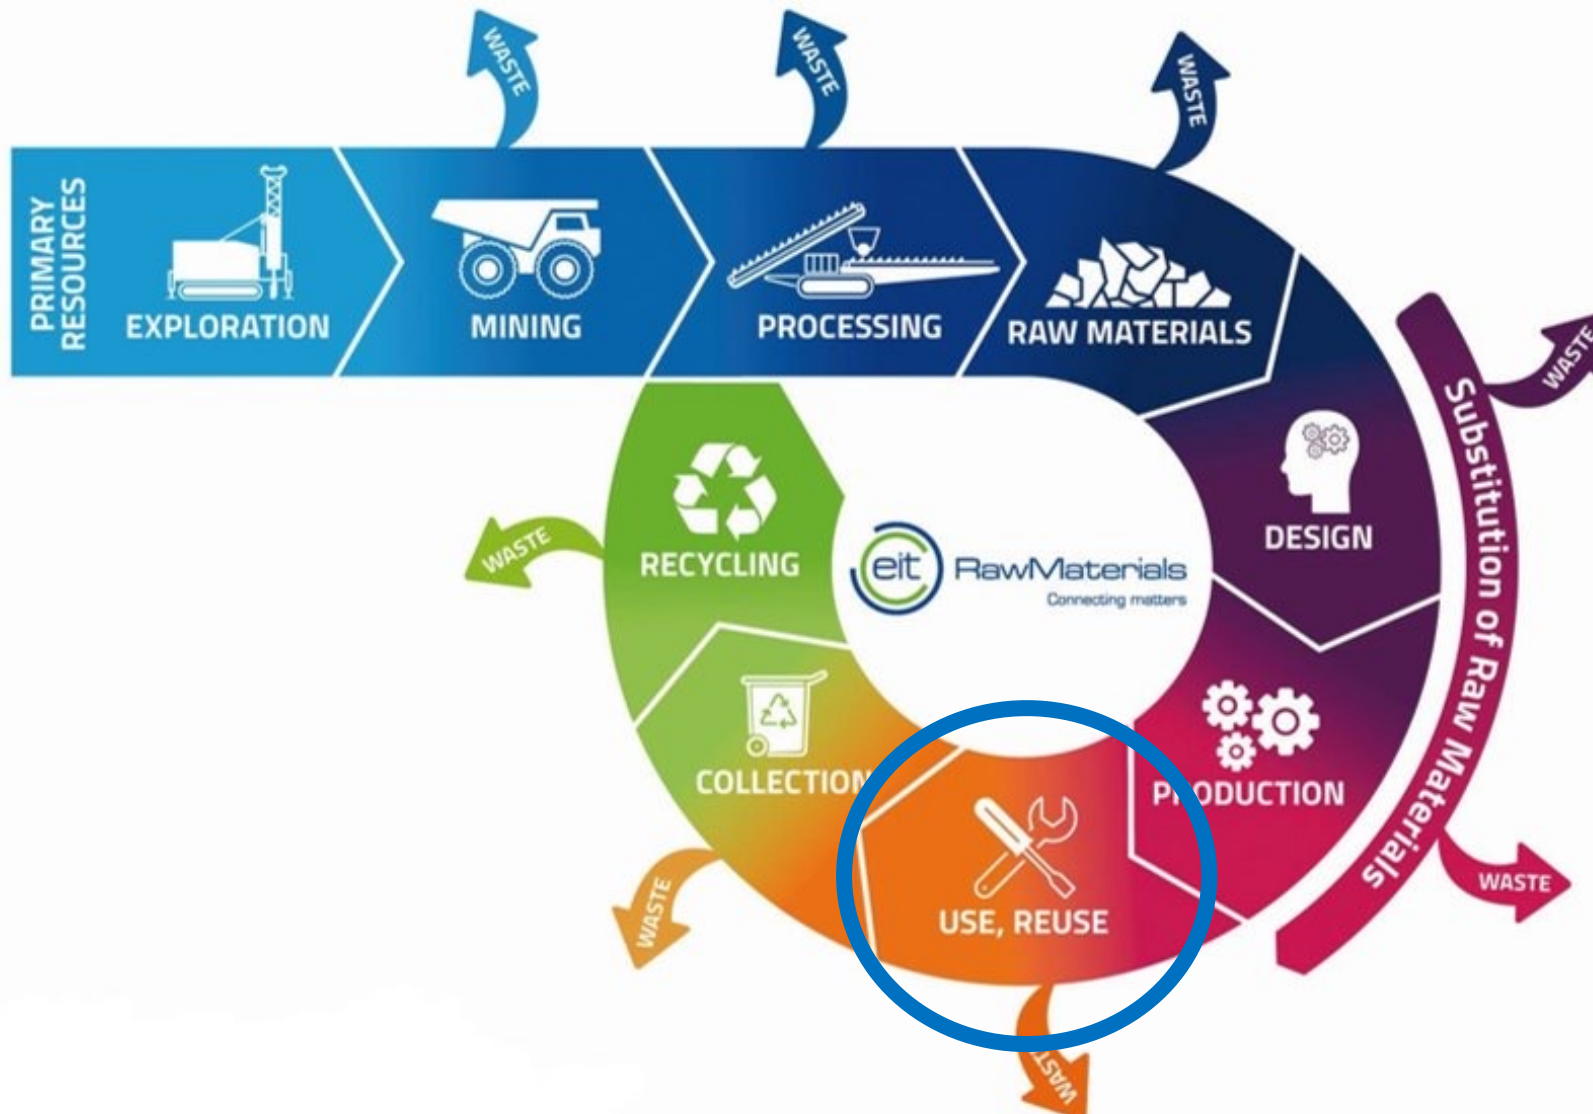 WASTE
WASTE
WASTE
PRIMARY
RESOURCES
EXPLORATION
MINING
PROCESSING
RAW MATERIALS
WASTE
Substitution of Raw Materials
DESIGN
RECYCLING
WASTE
eit RawMaterials
Connecting matters
COLLECTION
PRODUCTION
WASTE
WASTE
USE, REUSE
WASTE